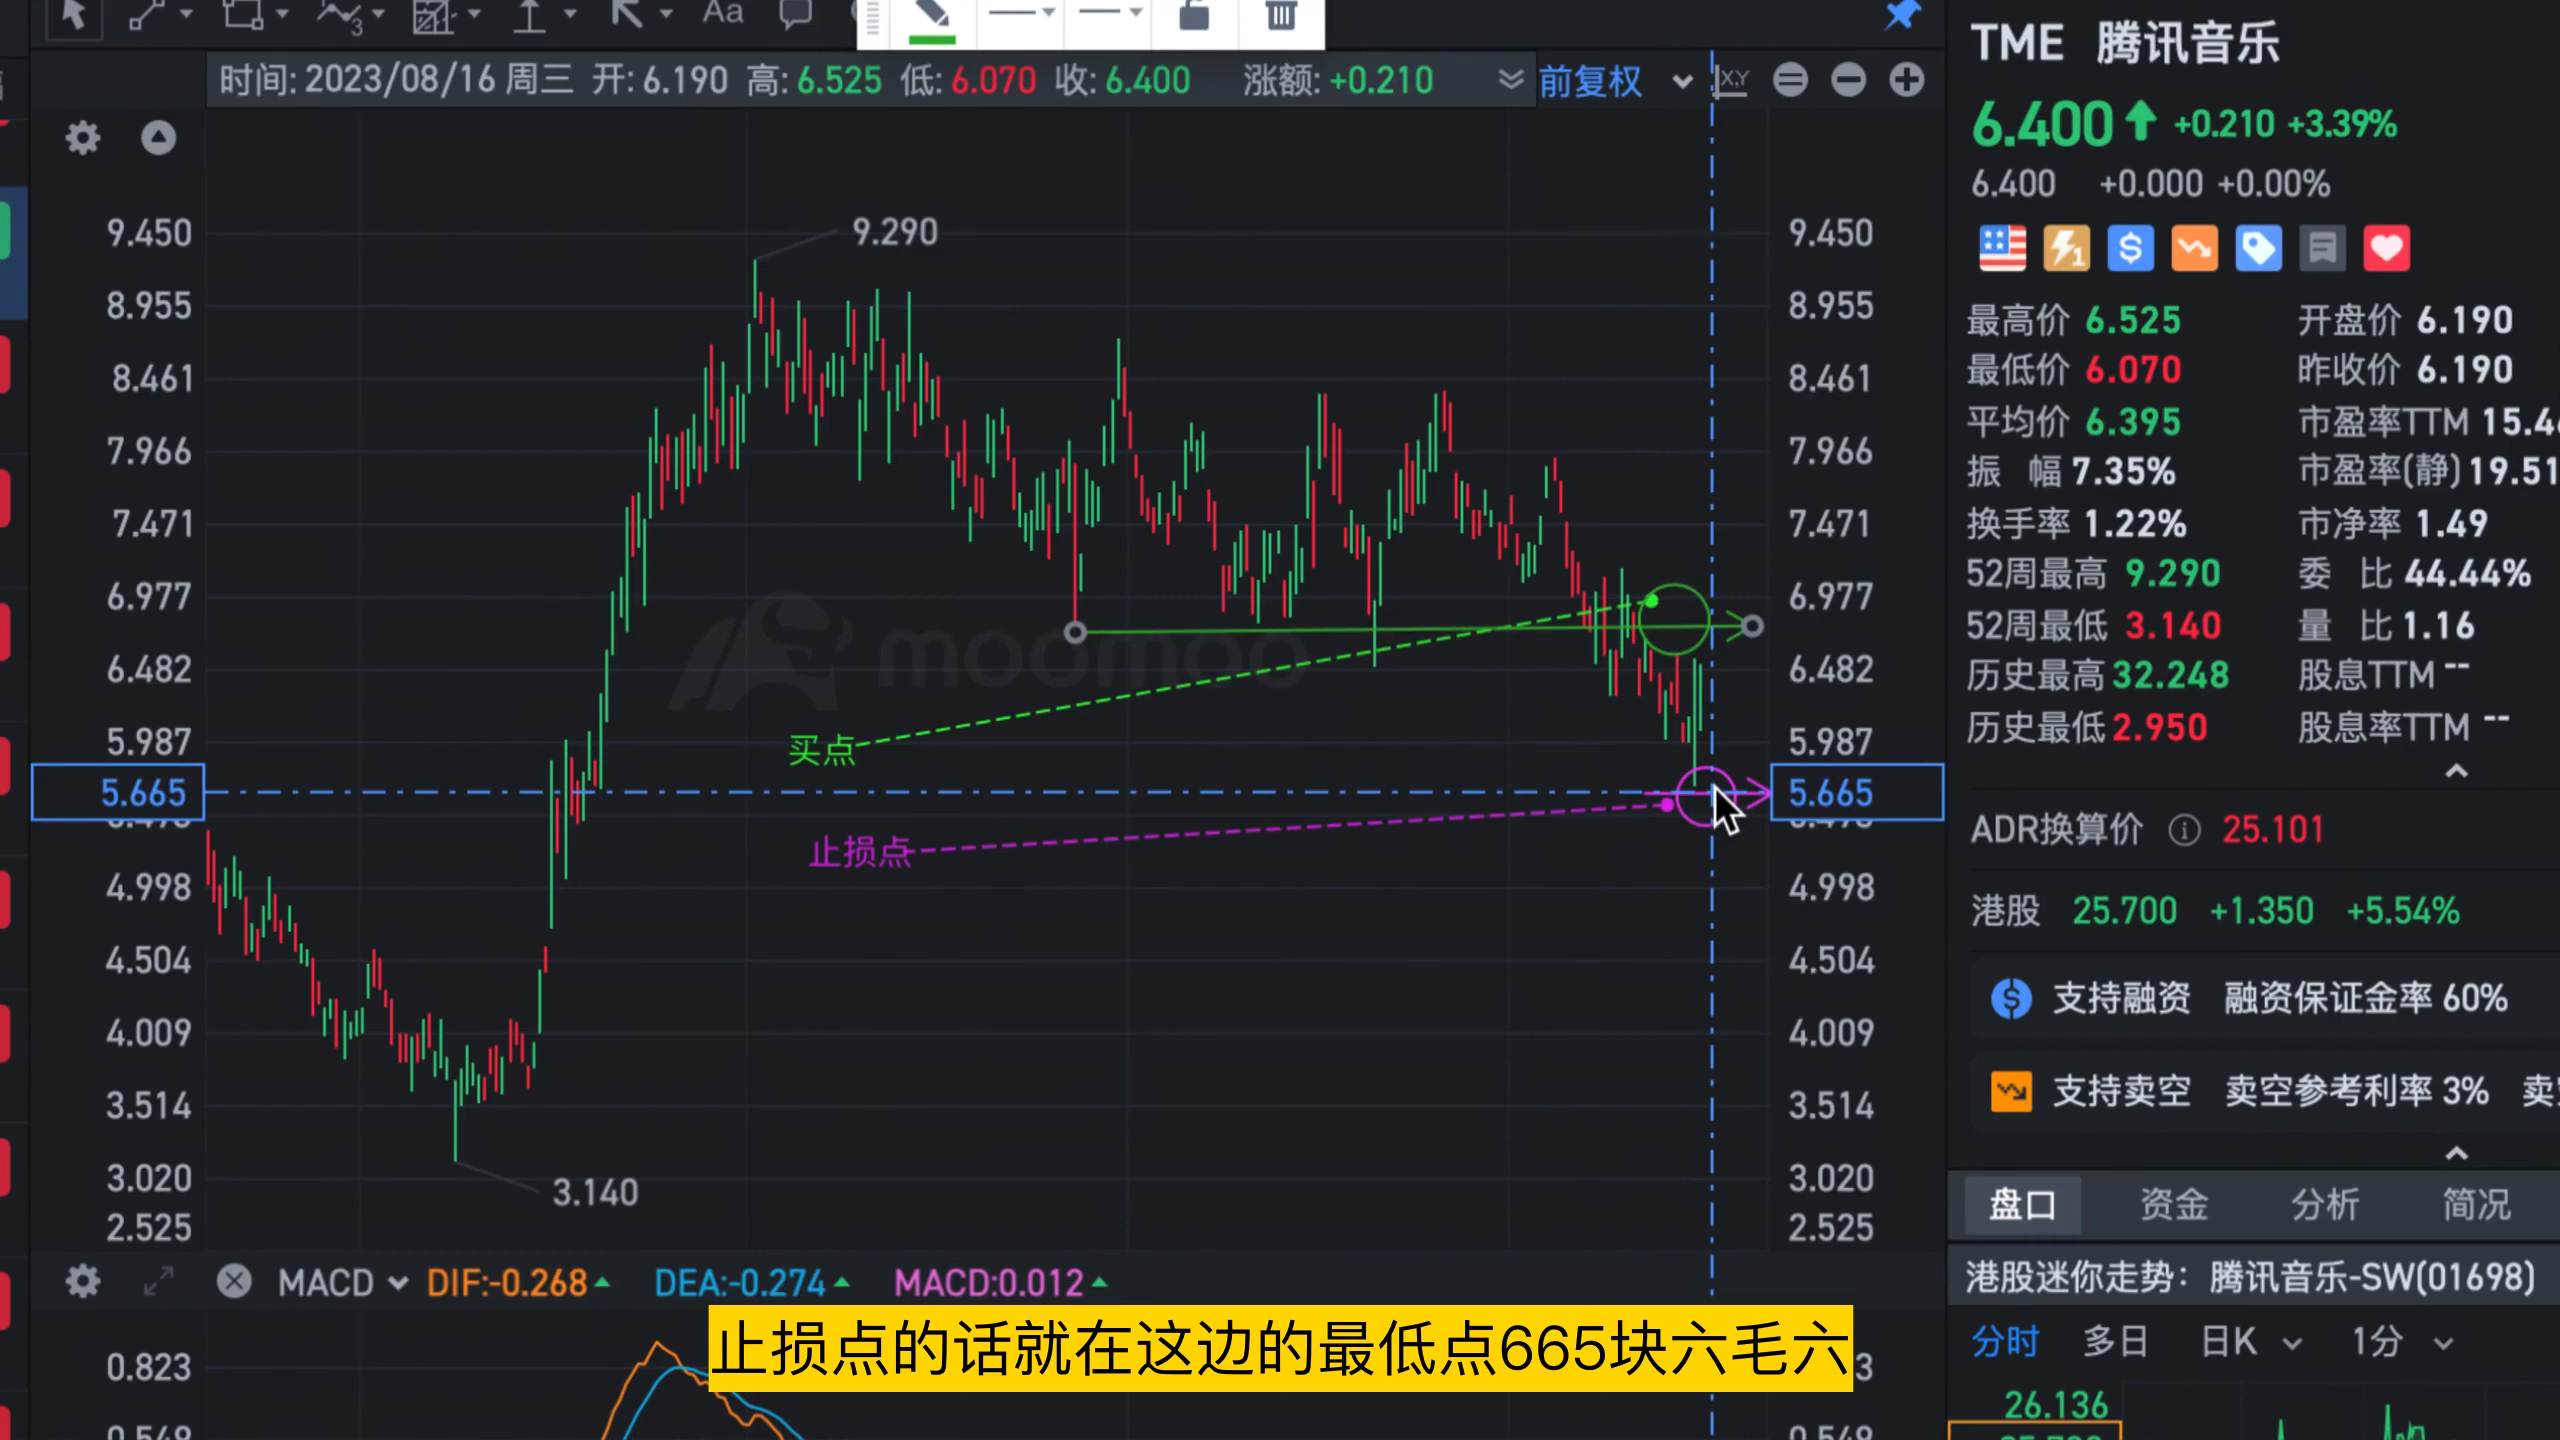 Aa
TME 腾讯音乐
时间: 2023/08/16 周三 开: 6.190 高: 6.525 低: 6.070 收: 6.400 涨额: +0.210
前复权
X,Y
6.400 +0.210 +3.39%
6.400 +0.000 +0.00%
最高价 6.525 开盘价 6.190
最低价 6.070 昨收价 6.190
平均价 6.395 市盈率TTM 15.4
振 幅 7.35% 市盈率(静) 19.51
换手率 1.22% 市净率 1.49
52周最高 9.290 委 比 44.44%
52周最低 3.140 量 比 1.16
历史最高 32.248 股息TTM --
历史最低 2.950 股息率TTM --
ADR换算价 25.101
港股 25.700 +1.350 +5.54%
支持融资 融资保证金率 60%
支持卖空 卖空参考利率 3% 卖
盘口 资金 分析 简况
港股迷你走势: 腾讯音乐-SW(01698)
分时 多日 日K 1分
26.136
9.450 9.290 9.450
8.955 8.955
8.461 8.461
7.966 7.966
7.471 7.471
6.977 6.977
moomoo
6.482 6.482
买点
5.987 5.987
5.665 5.665
止损点
4.998 4.998
4.504 4.504
4.009 4.009
3.514 3.514
3.020 3.140 3.020
2.525 2.525
MACD DIF:-0.268 DEA:-0.274 MACD:0.012
止损点的话就在这边的最低点665块六毛六
0.823 3
0.548 0.548